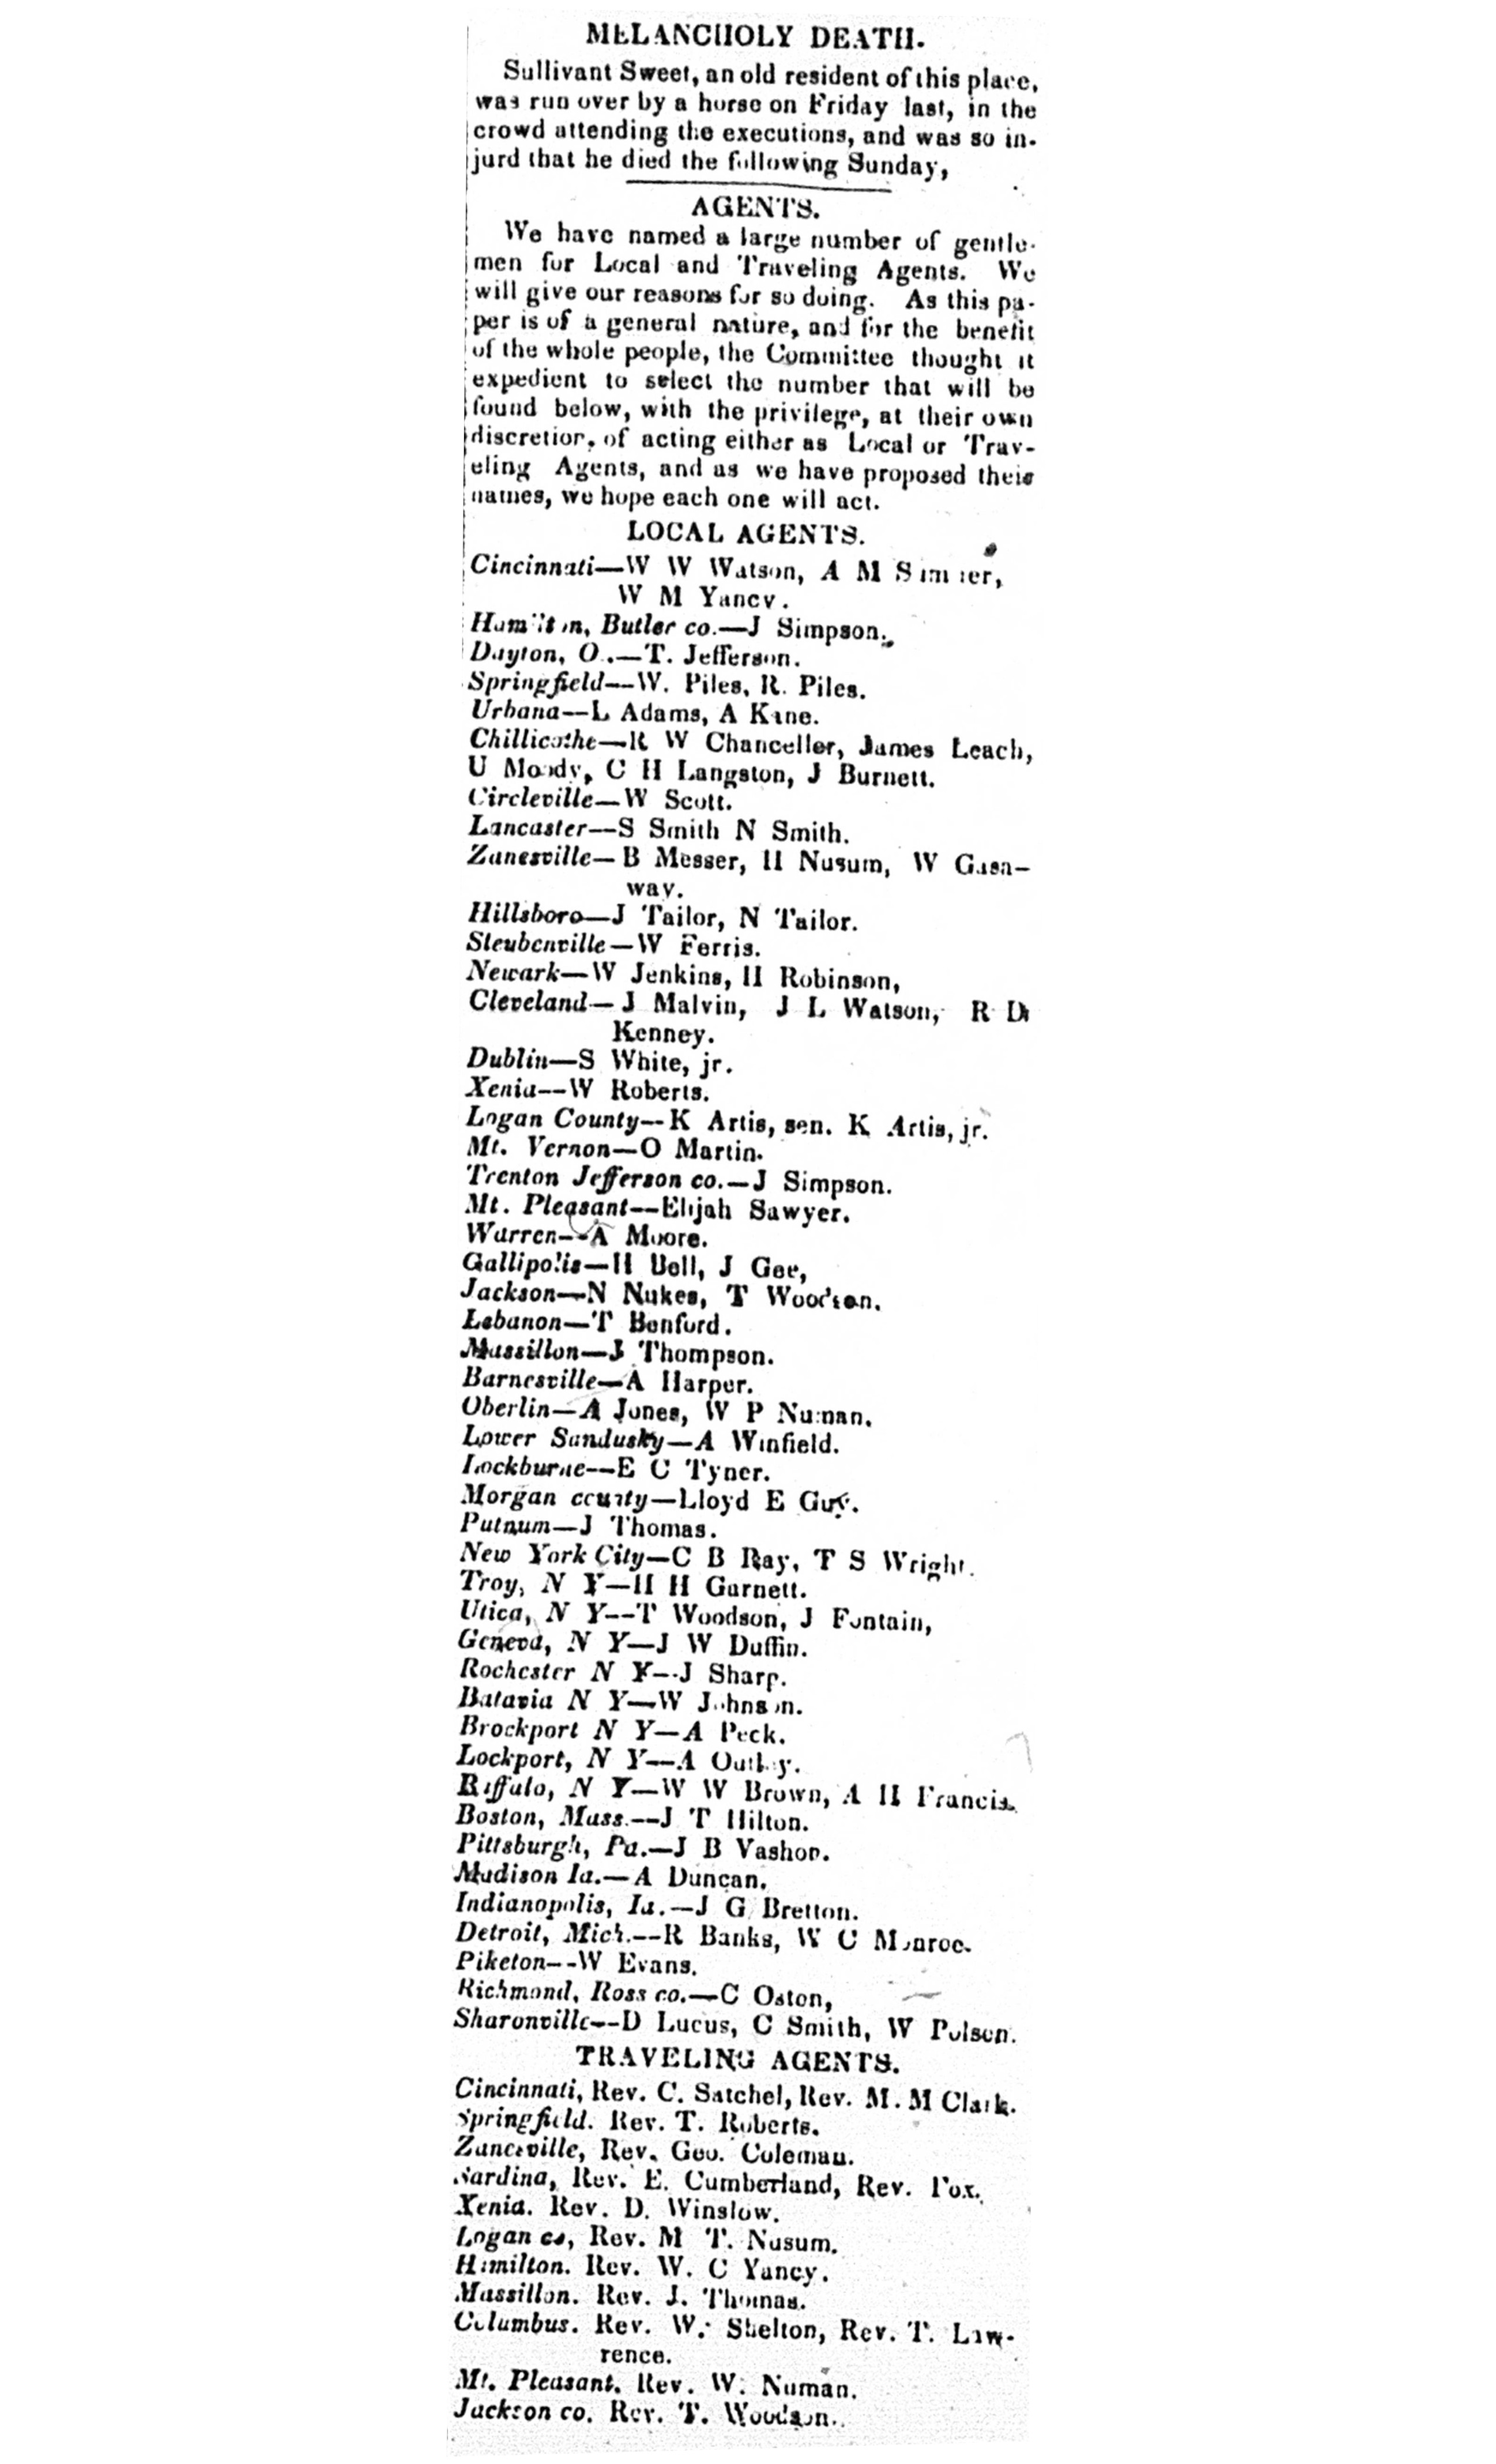 MELANCHOLY DEATH.
Sullivant Sweet, an old resident of this place,
was run over by a horse on Friday last, in the
crowd attending the executions, and was so in-
jurd that he died the following Sunday,
AGENTS.
We have named a large number of gentle-
men for Local and Traveling Agents. We
will give our reasons for so doing. As this pa-
per is of a general nature, and for the benefit
of the whole people, the Committee thought it
expedient to select the number that will be
found below, with the privilege, at their own
discretion, of acting either as Local or Trav-
eling Agents, and as we have proposed their
names, we hope each one will act.
LOCAL AGENTS.
Cincinnati—W W Watson, A M Sumner,
W M Yancy.
Hamilton, Butler co.—J Simpson.
Dayton, O.—T. Jefferson.
Springfield—W. Piles, R. Piles.
Urbana—L Adams, A Kane.
Chillicothe—R W Chanceller, James Leach,
U Moody, C H Langston, J Burnett.
Circleville—W Scott.
Lancaster—S Smith N Smith.
Zanesville—B Messer, H Nusum, W Gasa-
way.
Hillsboro—J Tailor, N Tailor.
Steubenville—W Ferris.
Newark—W Jenkins, H Robinson,
Cleveland—J Malvin, J L Watson, R D
Kenney.
Dublin—S White, jr.
Xenia--W Roberts.
Logan County—K Artis, sen. K Artis, jr.
Mt. Vernon—O Martin.
Trenton Jefferson co.—J Simpson.
Mt. Pleasant--Elijah Sawyer.
Warren--A Moore.
Gallipolis—H Bell, J Gee,
Jackson—N Nukes, T Woodson.
Lebanon—T Benford.
Massillon—J Thompson.
Barnesville—A Harper.
Oberlin—A Jones, W P Numan.
Lower Sandusky—A Winfield.
Lockburne—E C Tyner.
Morgan county—Lloyd E Guy.
Putnum—J Thomas.
New York City—C B Ray, T S Wright.
Troy, N Y—H H Garnett.
Utica, N Y--T Woodson, J Fontain,
Geneva, N Y—J W Duffin.
Rochester N Y--J Sharp.
Batavia N Y—W Johnson.
Brockport N Y—A Peck.
Lockport, N Y—A
Buffalo, N Y—W W Brown, A H Francis.
Boston, Mass.--J T Hilton.
Pittsburgh, Pa.—J B Vashon.
Madison Ia.—A Duncan.
Indianopolis, Ia.—J G Bretton.
Detroit, Mich.--R Banks, W C Monroe.
Piketon--W Evans.
Richmond, Ross co.—C Oston,
Sharonville--D Lucus, C Smith, W Polson.
TRAVELING AGENTS.
Cincinnati, Rev. C. Satchel, Rev. M. M Clark.
Springfield. Rev. T. Roberts.
Zanesville, Rev. Geo. Coleman.
Sardina, Rev. E. Cumberland, Rev. Fox.
Xenia. Rev. D. Winslow.
Logan co, Rev. M T. Nusum.
Hamilton. Rev. W. C Yancy.
Massillon. Rev. J. Thomas.
Columbus. Rev. W. Shelton, Rev. T. Law-
rence.
Mt. Pleasant. Rev. W. Numan.
Jackson co. Rev. T. Woodson.